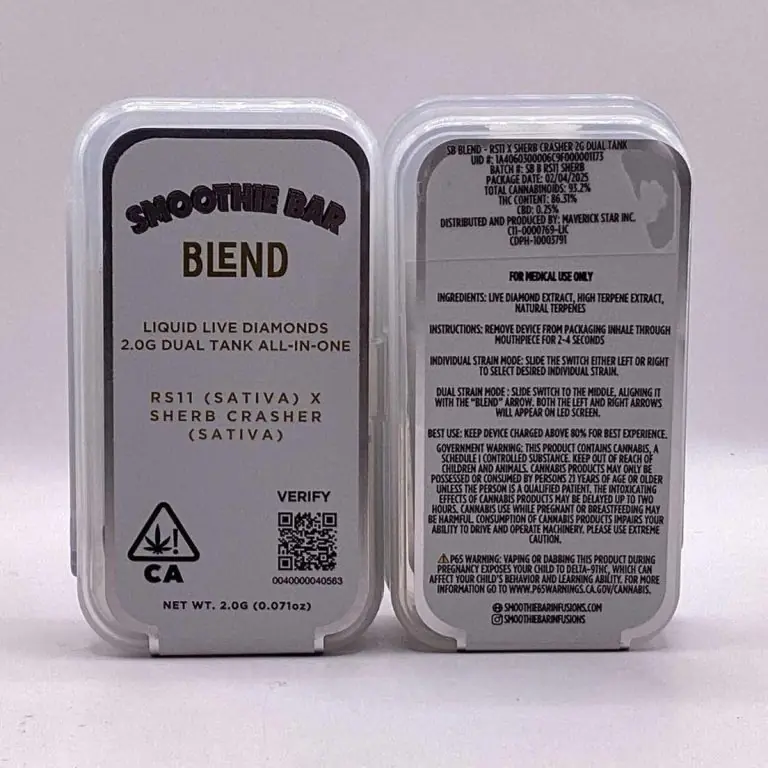 SMOOTHIE BAR
BLEND
LIQUID LIVE DIAMONDS
2.0G DUAL TANK ALL-IN-ONE
RS11 (SATIVA) X
SHERB CRASHER
(SATIVA)
VERIFY
CA
0040000040563
NET WT. 2.0G (0.071oz)
SB BLEND - RS11 X SHERB CRASHER 2G DUAL TANK
UID #: 1A4060300006C9F000001173
BATCH #: SB B RS11 SHERB
PACKAGE DATE: 02/04/2025
TOTAL CANNABINOIDS: 93.2%
THC CONTENT: 86.31%
CBD: 0.25%
DISTRIBUTED AND PRODUCED BY: MAVERICK STAR INC.
C11-0000769-LIC
CDPH-10003791
FOR MEDICAL USE ONLY
INGREDIENTS: LIVE DIAMOND EXTRACT, HIGH TERPENE EXTRACT,
NATURAL TERPENES
INSTRUCTIONS: REMOVE DEVICE FROM PACKAGING INHALE THROUGH
MOUTHPIECE FOR 2-4 SECONDS
INDIVIDUAL STRAIN MODE: SLIDE THE SWITCH EITHER LEFT OR RIGHT
TO SELECT DESIRED INDIVIDUAL STRAIN.
DUAL STRAIN MODE : SLIDE SWITCH TO THE MIDDLE, ALIGNING IT
WITH THE "BLEND" ARROW. BOTH THE LEFT AND RIGHT ARROWS
WILL APPEAR ON LED SCREEN.
BEST USE: KEEP DEVICE CHARGED ABOVE 80% FOR BEST EXPERIENCE.
GOVERNMENT WARNING: THIS PRODUCT CONTAINS CANNABIS, A
SCHEDULE I CONTROLLED SUBSTANCE. KEEP OUT OF REACH OF
CHILDREN AND ANIMALS. CANNABIS PRODUCTS MAY ONLY BE
POSSESSED OR CONSUMED BY PERSONS 21 YEARS OF AGE OR OLDER
UNLESS THE PERSON IS A QUALIFIED PATIENT. THE INTOXICATING
EFFECTS OF CANNABIS PRODUCTS MAY BE DELAYED UP TO TWO
HOURS. CANNABIS USE WHILE PREGNANT OR BREASTFEEDING MAY
BE HARMFUL. CONSUMPTION OF CANNABIS PRODUCTS IMPAIRS YOUR
ABILITY TO DRIVE AND OPERATE MACHINERY. PLEASE USE EXTREME
CAUTION.
P65 WARNING: VAPING OR DABBING THIS PRODUCT DURING
PREGNANCY EXPOSES YOUR CHILD TO DELTA-9THC, WHICH CAN
AFFECT YOUR CHILD'S BEHAVIOR AND LEARNING ABILITY. FOR MORE
INFORMATION GO TO WWW.P65WARNINGS.CA.GOV/CANNABIS.
SMOOTHIEBARINFUSIONS.COM
SMOOTHIEBARINFUSIONS